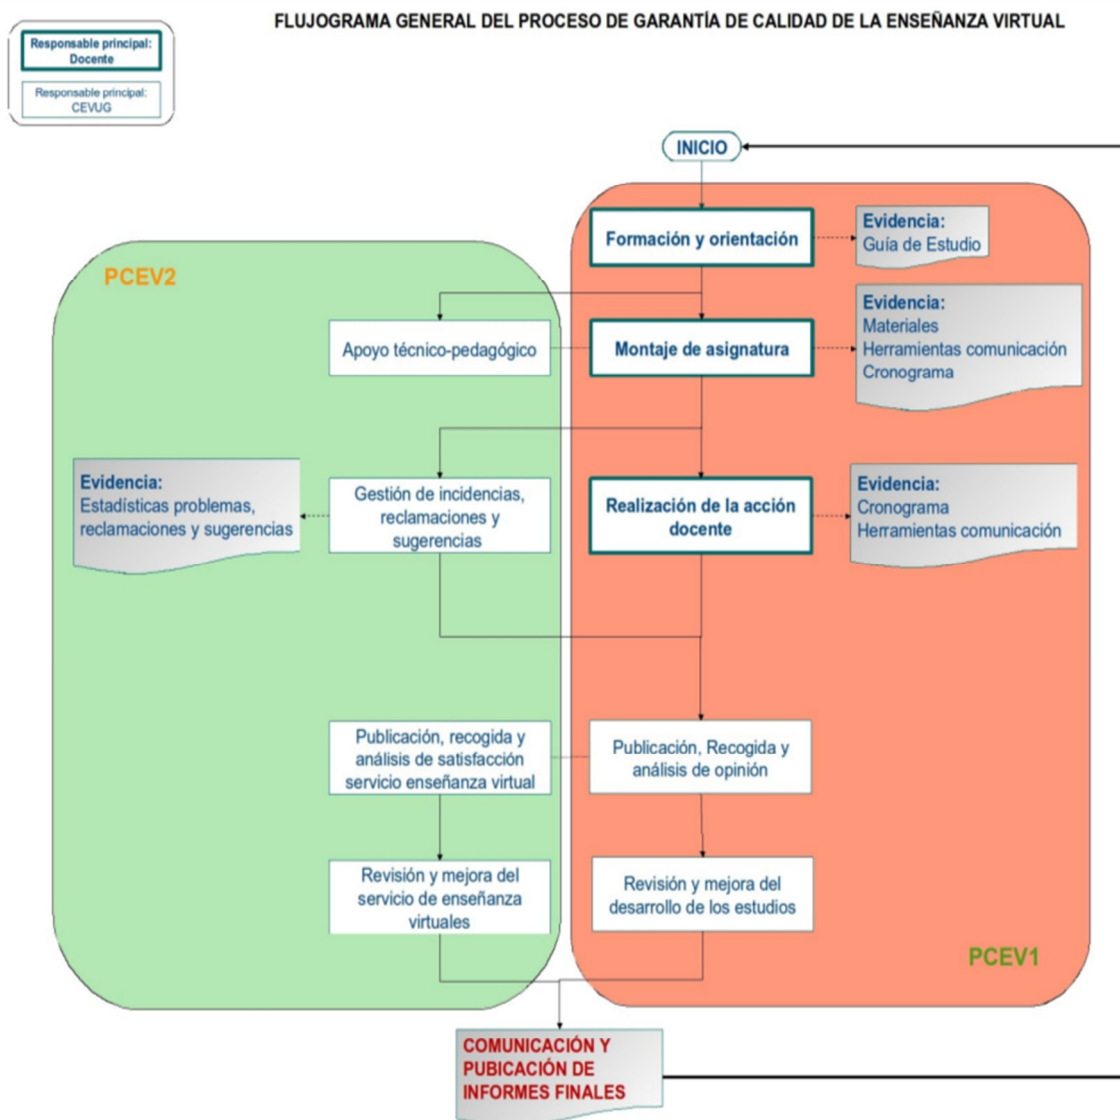 FLUJOGRAMA GENERAL DEL PROCESO DE GARANTÍA DE CALIDAD DE LA ENSEÑANZA VIRTUAL
Responsable principal:
Docente
Responsable principal:
CEVUG
INICIO
Formación y orientación
Evidencia:
Guía de Estudio
PCEV2
Apoyo técnico-pedagógico
Montaje de asignatura
Evidencia:
Materiales
Herramientas comunicación
Cronograma
Evidencia:
Estadísticas problemas,
reclamaciones y sugerencias
Gestión de incidencias,
reclamaciones y
sugerencias
Realización de la acción
docente
Evidencia:
Cronograma
Herramientas comunicación
Publicación, recogida y
análisis de satisfacción
servicio enseñanza virtual
Publicación, Recogida y
análisis de opinión
Revisión y mejora del
servicio de enseñanza
virtuales
Revisión y mejora del
desarrollo de los estudios
PCEV1
COMUNICACIÓN Y
PUBICACIÓN DE
INFORMES FINALES